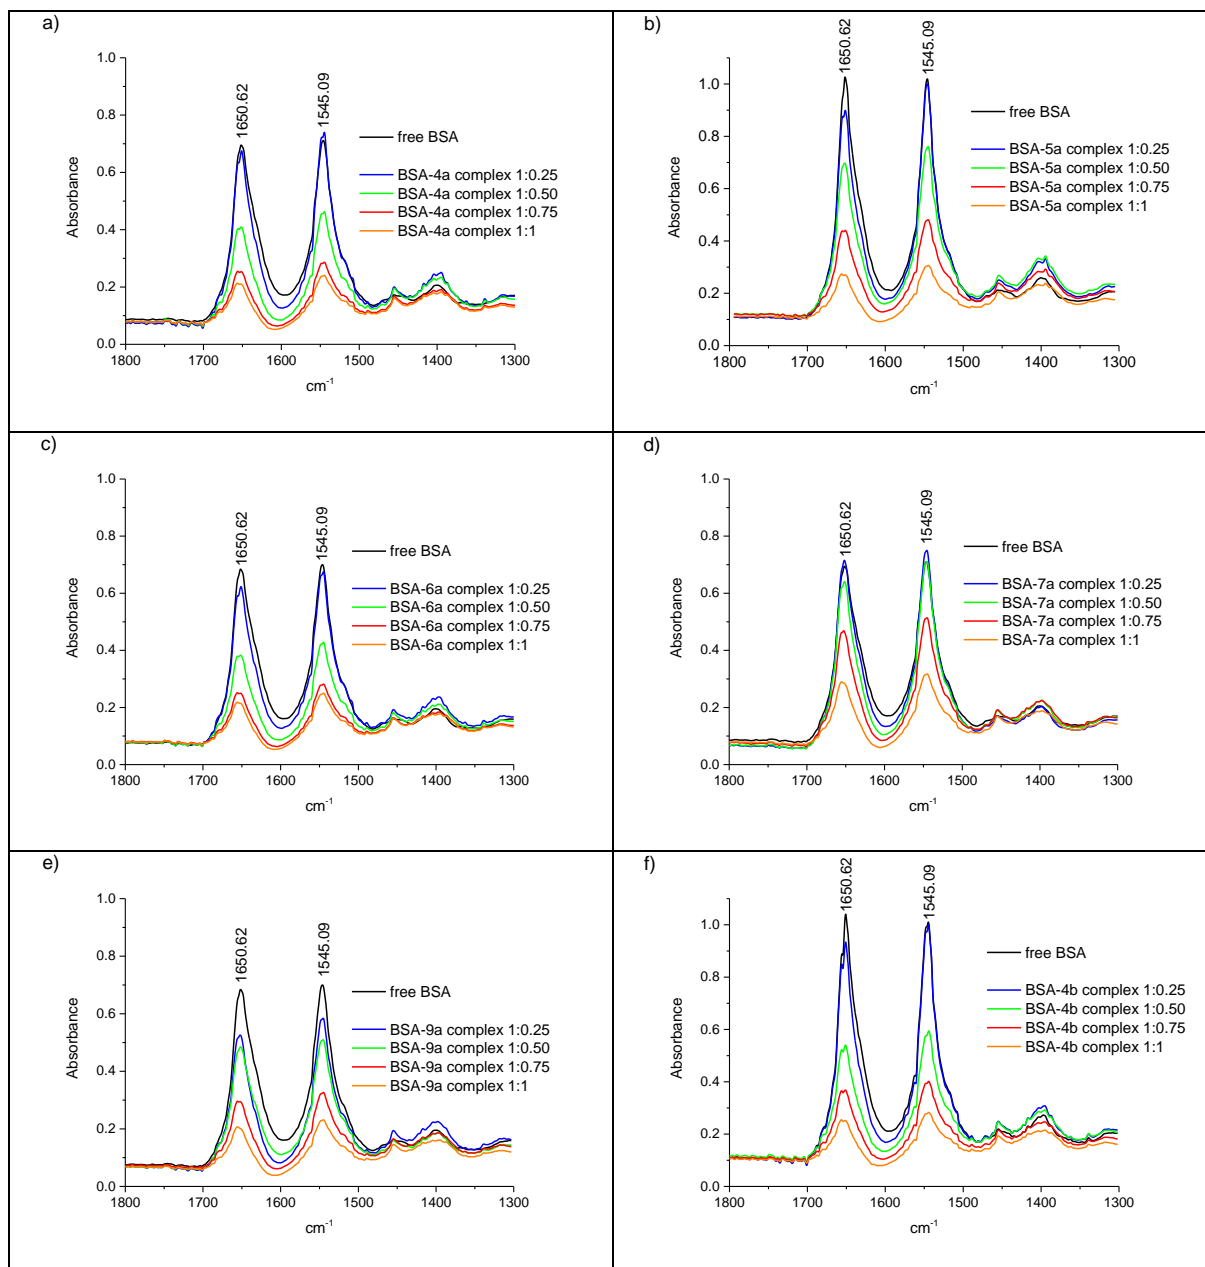 a)
1650.62
1545.09
1.0
0.8
0.6
0.4
0.2
0.0
Absorbance
free BSA
BSA-4a complex 1:0.25
BSA-4a complex 1:0.50
BSA-4a complex 1:0.75
BSA-4a complex 1:1
1800 1700 1600 1500 1400 1300
cm-1
b)
1650.62
1545.09
1.0
0.8
0.6
0.4
0.2
0.0
Absorbance
free BSA
BSA-5a complex 1:0.25
BSA-5a complex 1:0.50
BSA-5a complex 1:0.75
BSA-5a complex 1:1
1800 1700 1600 1500 1400 1300
cm-1
c)
1650.62
1545.09
1.0
0.8
0.6
0.4
0.2
0.0
Absorbance
free BSA
BSA-6a complex 1:0.25
BSA-6a complex 1:0.50
BSA-6a complex 1:0.75
BSA-6a complex 1:1
1800 1700 1600 1500 1400 1300
cm-1
d)
1650.62
1545.09
1.0
0.8
0.6
0.4
0.2
0.0
Absorbance
free BSA
BSA-7a complex 1:0.25
BSA-7a complex 1:0.50
BSA-7a complex 1:0.75
BSA-7a complex 1:1
1800 1700 1600 1500 1400 1300
cm-1
e)
1650.62
1545.09
1.0
0.8
0.6
0.4
0.2
0.0
Absorbance
free BSA
BSA-9a complex 1:0.25
BSA-9a complex 1:0.50
BSA-9a complex 1:0.75
BSA-9a complex 1:1
1800 1700 1600 1500 1400 1300
cm-1
f)
1650.62
1545.09
1.0
0.8
0.6
0.4
0.2
0.0
Absorbance
free BSA
BSA-4b complex 1:0.25
BSA-4b complex 1:0.50
BSA-4b complex 1:0.75
BSA-4b complex 1:1
1800 1700 1600 1500 1400 1300
cm-1